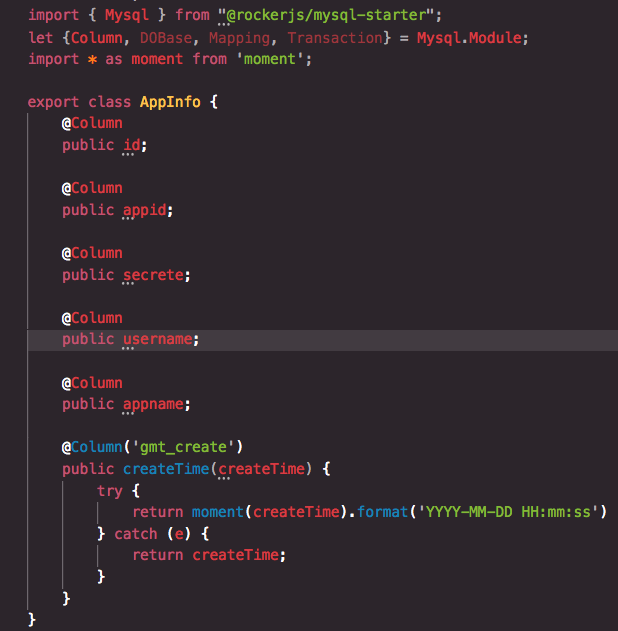 import { Mysql } from "@rockerjs/mysql-starter";
let {Column, DOBase, Mapping, Transaction} = Mysql.Module;
import * as moment from 'moment';
export class AppInfo {
@Column
public id;
@Column
public appid;
@Column
public secrete;
@Column
public username;
@Column
public appname;
@Column('gmt_create')
public createTime(createTime) {
try {
return moment(createTime).format('YYYY-MM-DD HH:mm:ss')
} catch (e) {
return createTime;
}
}
}